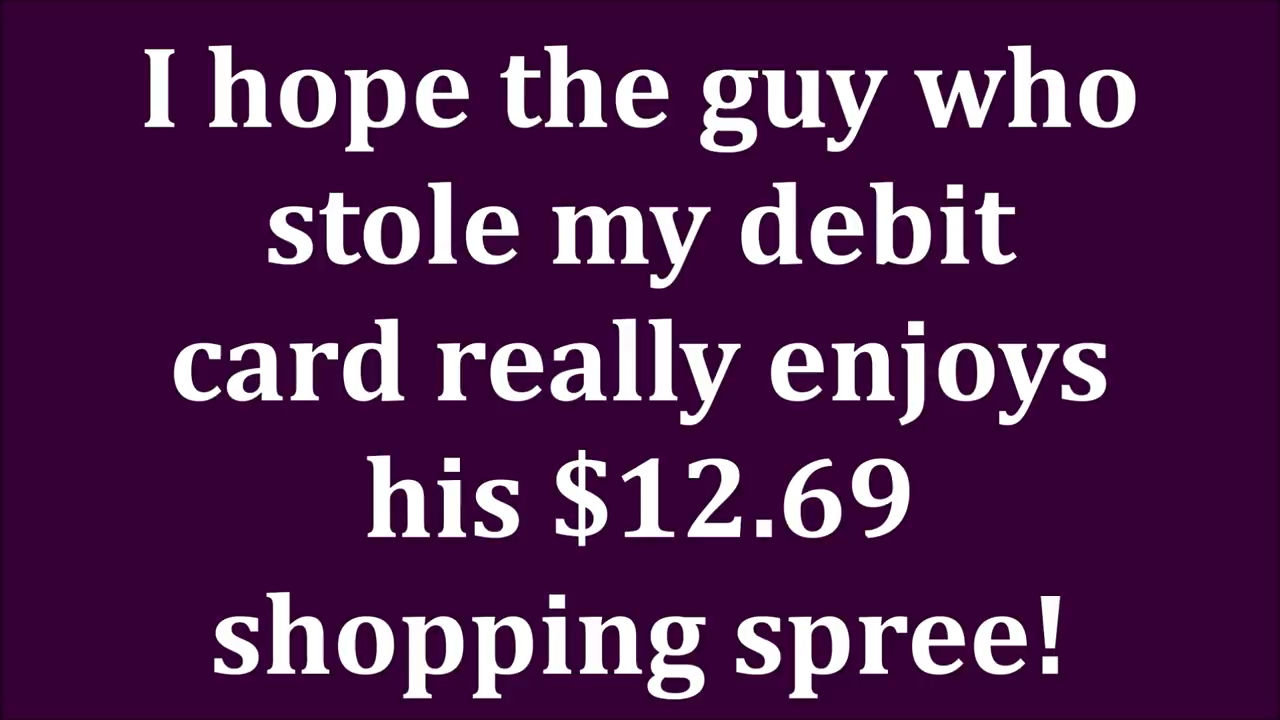 I hope the guy who
stole my debit
card really enjoys
his $12.69
shopping spree!